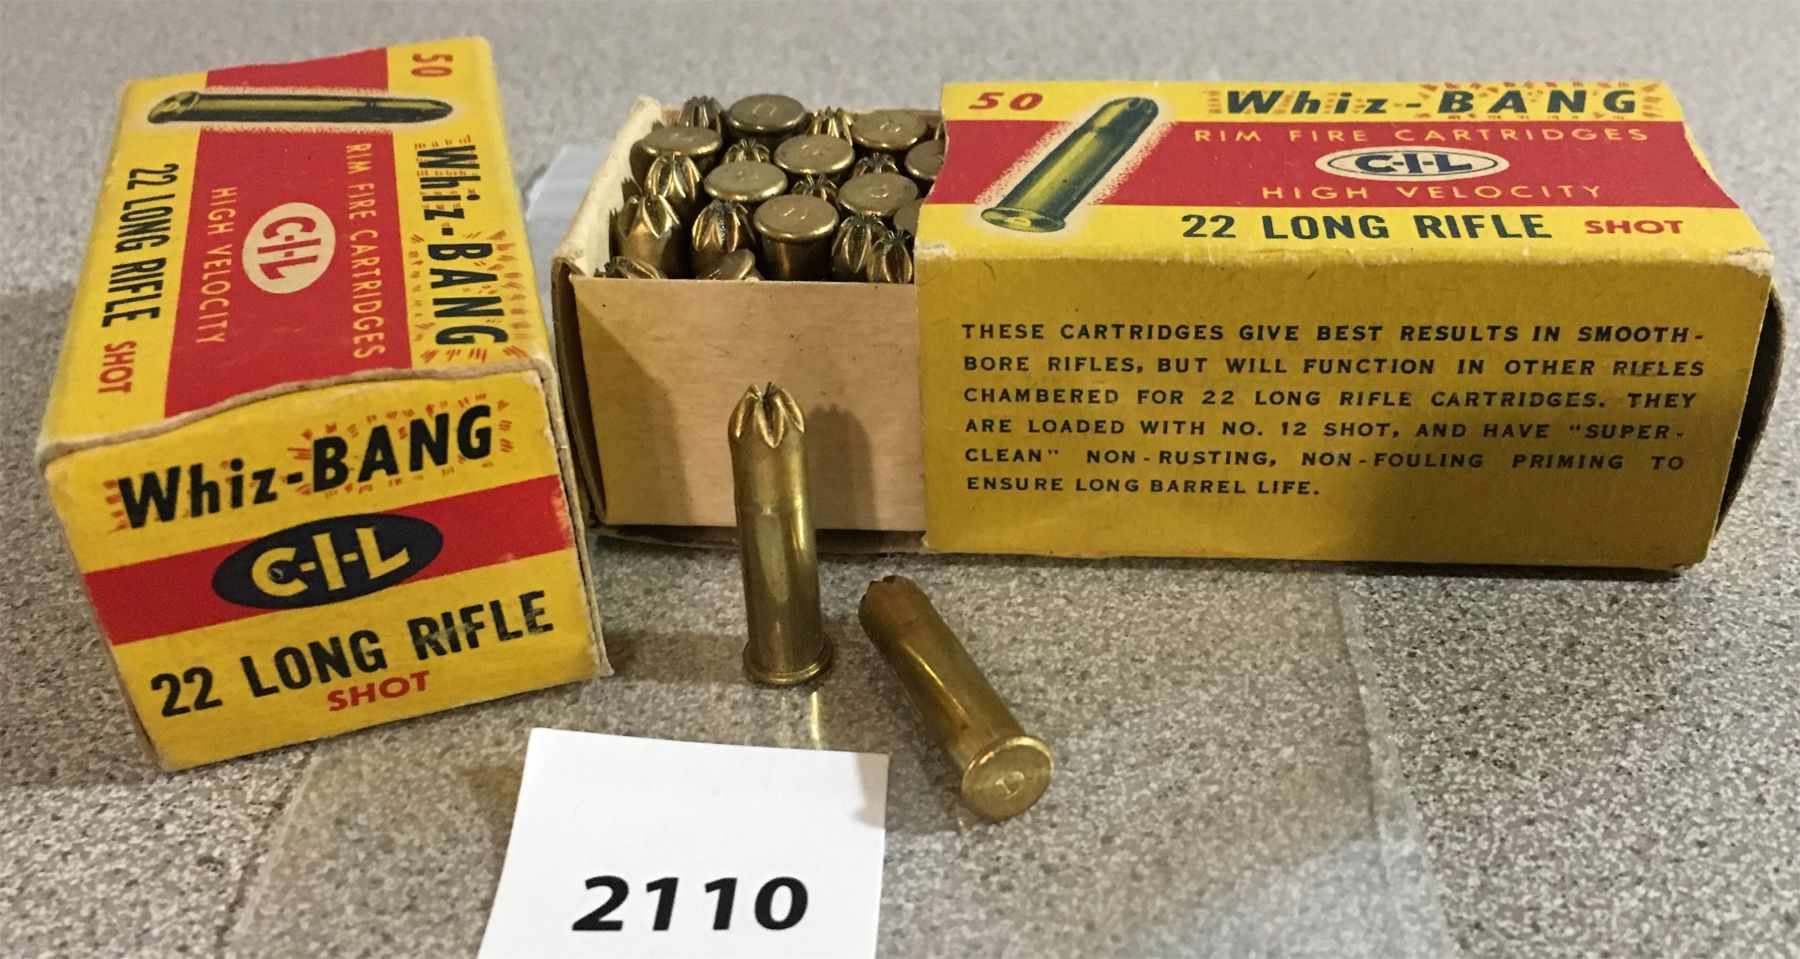 50
Whiz-BANG
RIM FIRE CARTRIDGES
C-I-L
HIGH VELOCITY
22 LONG RIFLE SHOT
Whiz-BANG
C-I-L
22 LONG RIFLE
SHOT
50 Whiz-BANG
RIM FIRE CARTRIDGES
C-I-L
HIGH VELOCITY
22 LONG RIFLE SHOT
THESE CARTRIDGES GIVE BEST RESULTS IN SMOOTH-
BORE RIFLES, BUT WILL FUNCTION IN OTHER RIFLES
CHAMBERED FOR 22 LONG RIFLE CARTRIDGES. THEY
ARE LOADED WITH NO. 12 SHOT, AND HAVE "SUPER-
CLEAN" NON-RUSTING, NON-FOULING PRIMING TO
ENSURE LONG BARREL LIFE.
D
2110